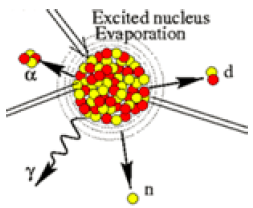 Excited nucleus
Evaporation
α
d
γ
n